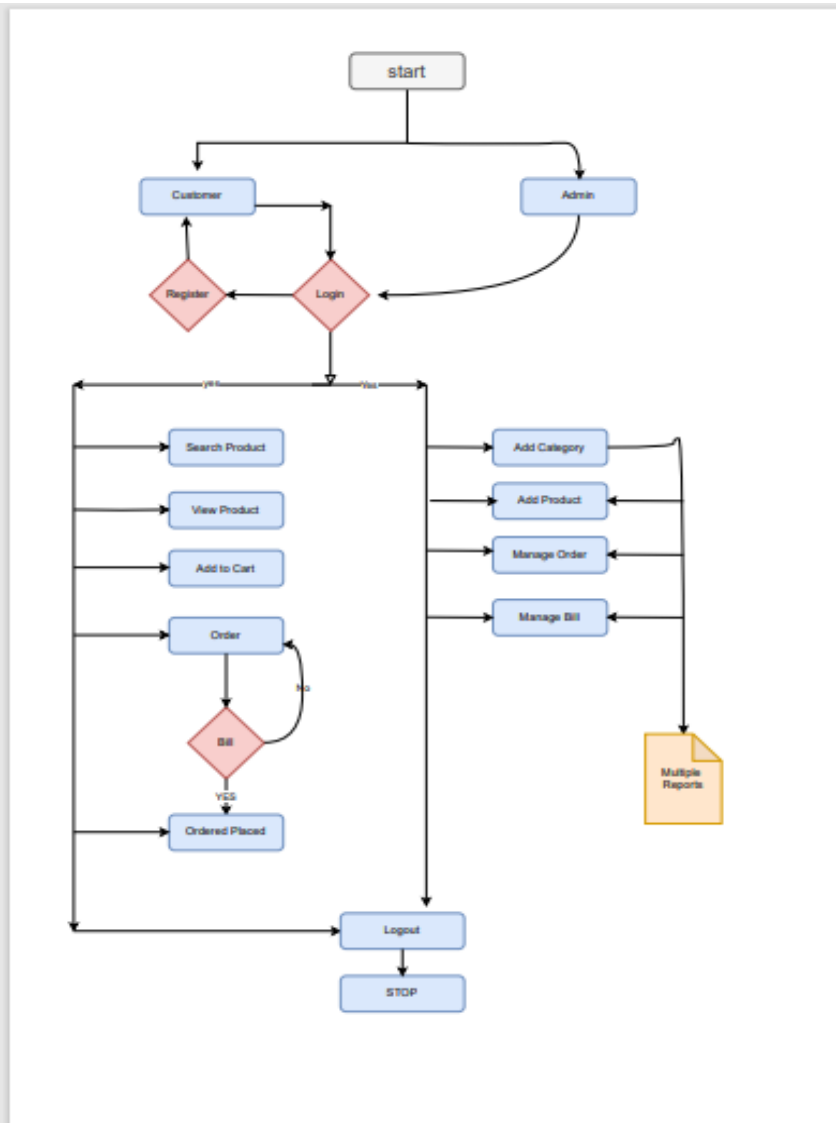 start
Customer
Admin
Register
Login
yes
Yes
Search Product
Add Category
View Product
Add Product
Add to Cart
Manage Order
Order
Manage Bill
No
Bill
Multiple
Reports
YES
Ordered Placed
Logout
STOP